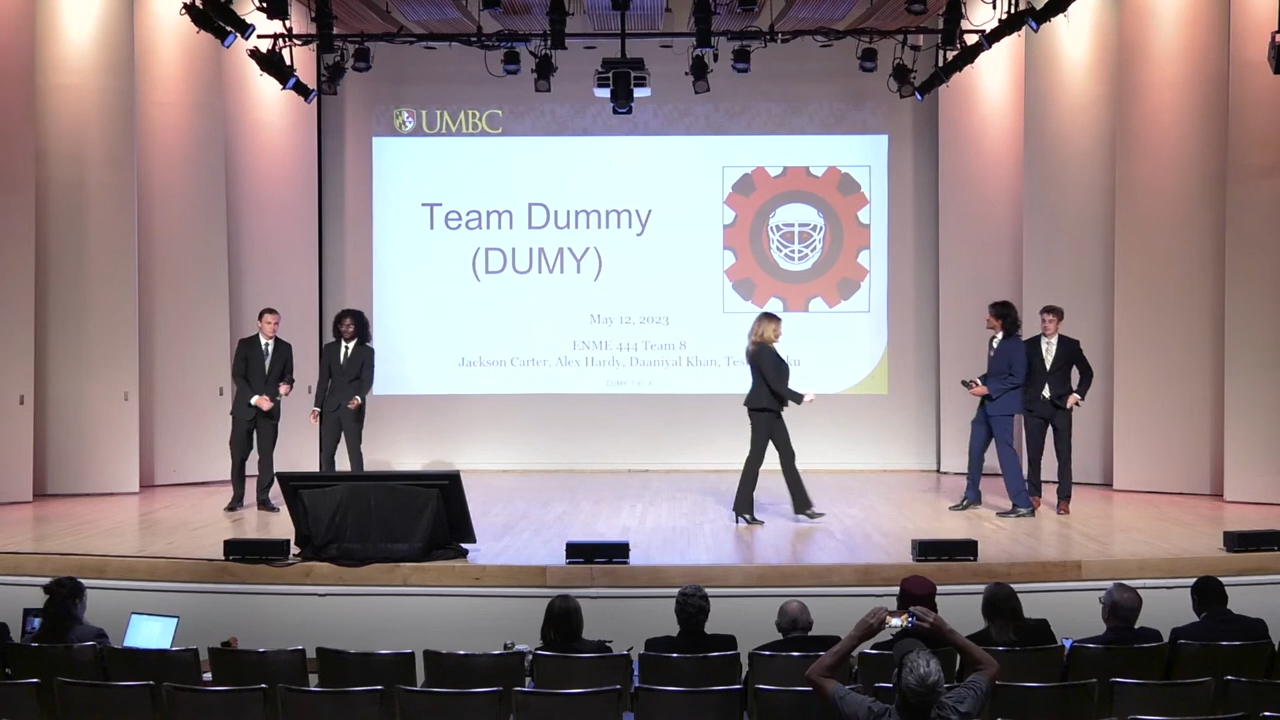 UMBC
Team Dummy
(DUMY)
May 12, 2023
ENME 444 Team 8
Jackson Carter, Alex Hardy, Daaniyal Khan,